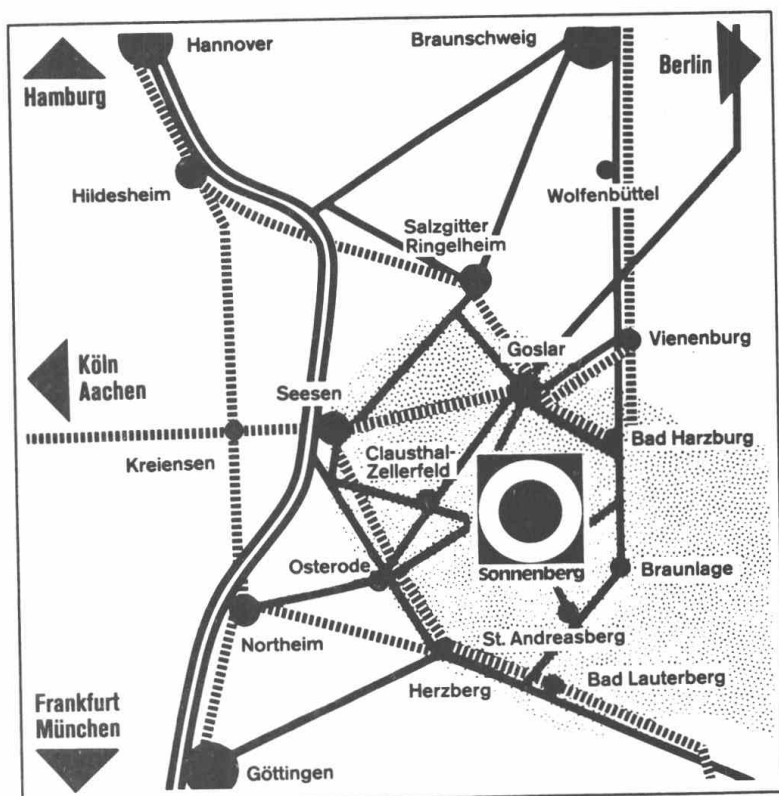 Hannover
Braunschweig
Berlin
Hamburg
Hildesheim
Wolfenbüttel
Salzgitter
Ringelheim
Köln
Aachen
Goslar
Vienenburg
Seesen
Kreiensen
Clausthal-
Zellerfeld
Bad Harzburg
Sonnenberg
Osterode
Braunlage
Northeim
St. Andreasberg
Herzberg
Bad Lauterberg
Frankfurt
München
Göttingen